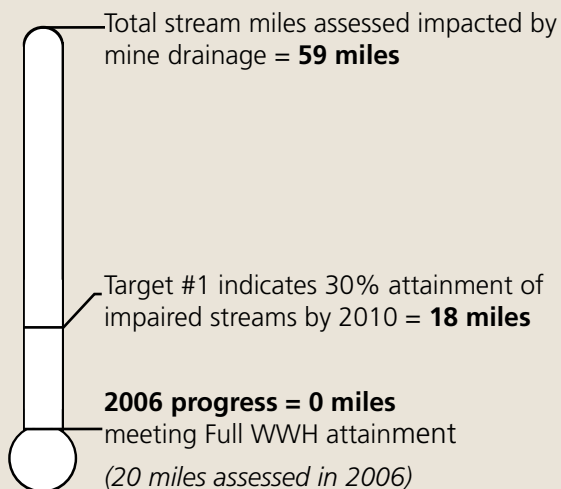 Total stream miles assessed impacted by
mine drainage = 59 miles
Target #1 indicates 30% attainment of
impaired streams by 2010 = 18 miles
2006 progress = 0 miles
meeting Full WWH attainment
(20 miles assessed in 2006)